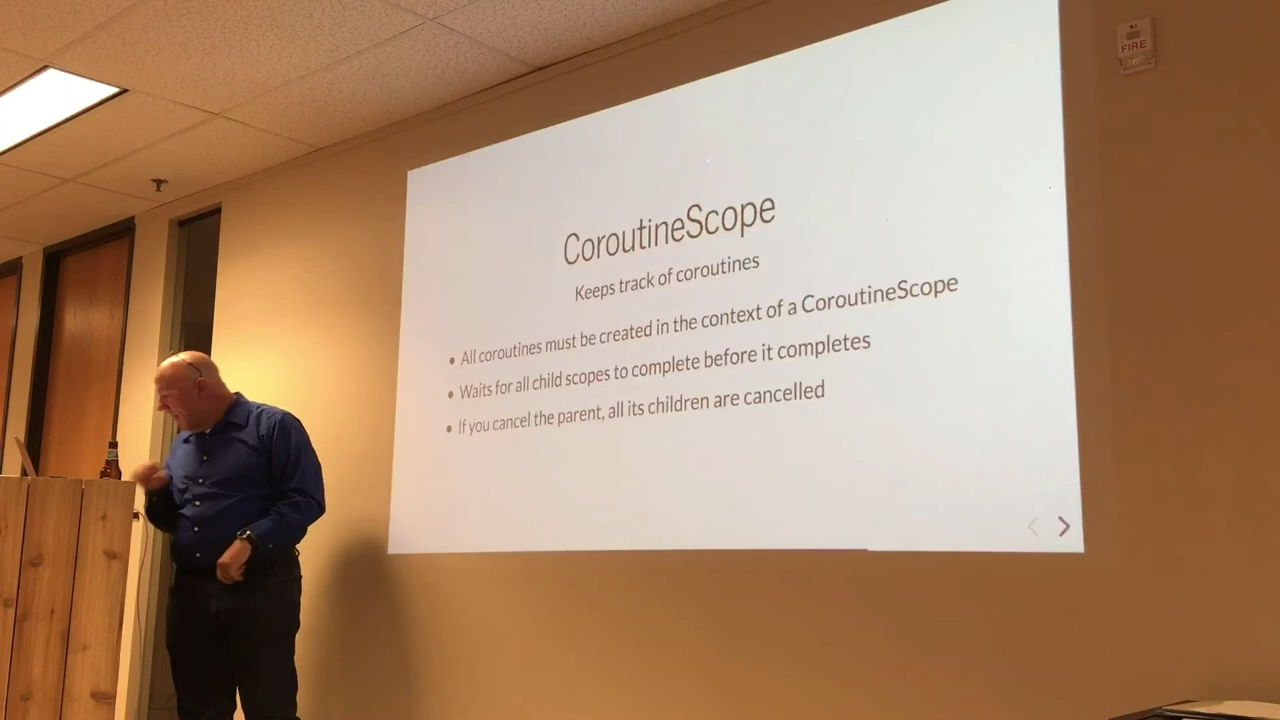 FIRE
CoroutineScope
Keeps track of coroutines
All coroutines must be created in the context of a CoroutineScope
Waits for all child scopes to complete before it completes
If you cancel the parent, all its children are cancelled